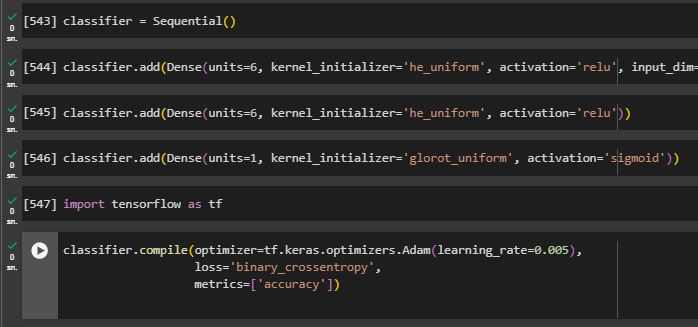 0
sn.
[543] classifier = Sequential()
0
sn.
[544] classifier.add(Dense(units=6, kernel_initializer='he_uniform', activation='relu', input_dim=
0
sn.
[545] classifier.add(Dense(units=6, kernel_initializer='he_uniform', activation='relu'))
0
sn.
[546] classifier.add(Dense(units=1, kernel_initializer='glorot_uniform', activation='sigmoid'))
0
sn.
[547] import tensorflow as tf
0
sn.
classifier.compile(optimizer=tf.keras.optimizers.Adam(learning_rate=0.005),
loss='binary_crossentropy',
metrics=['accuracy'])